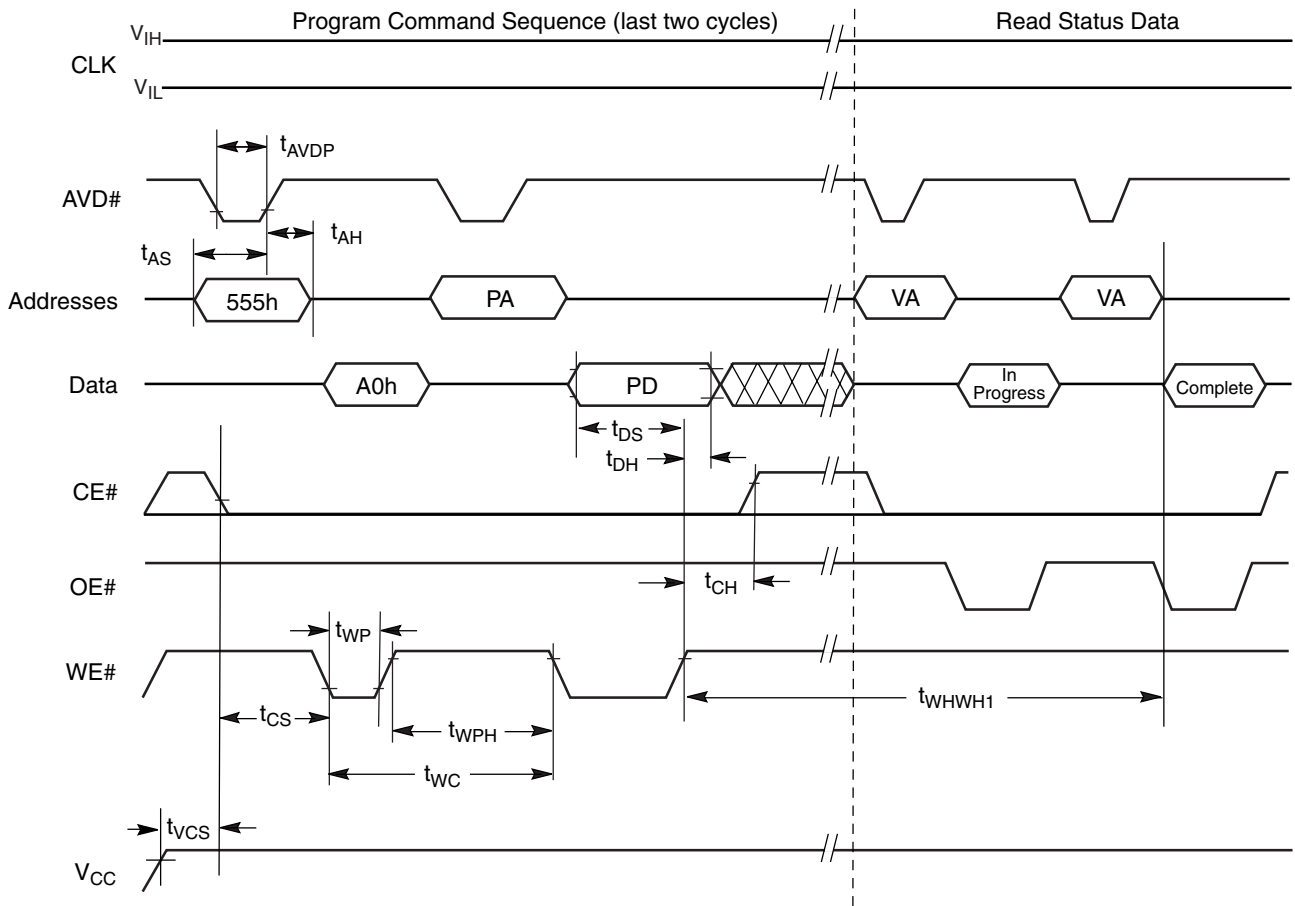 Program Command Sequence (last two cycles) Read Status Data
VIH
CLK
VIL
tAVDP
AVD#
tAH
tAS
Addresses 555h PA VA VA
Data A0h PD In Progress Complete
tDS
tDH
CE#
OE#
tCH
tWP
WE#
tWHWH1
tCS
tWPH
tWC
tVCS
VCC